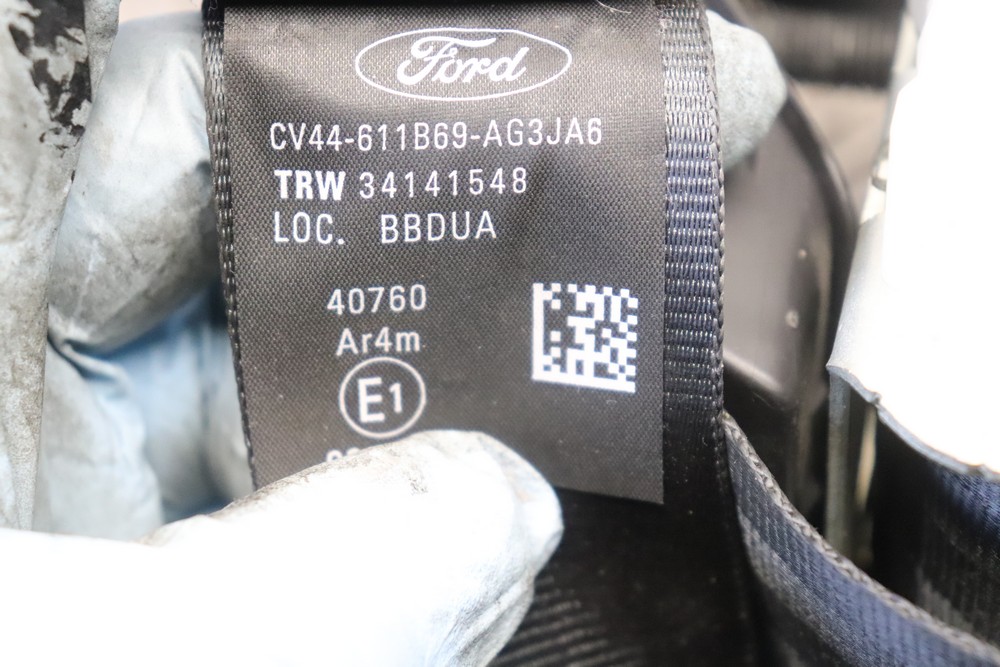 Ford
CV44-611B69-AG3JA6
TRW 34141548
LOC. BBDUA
40760
Ar4m
E1